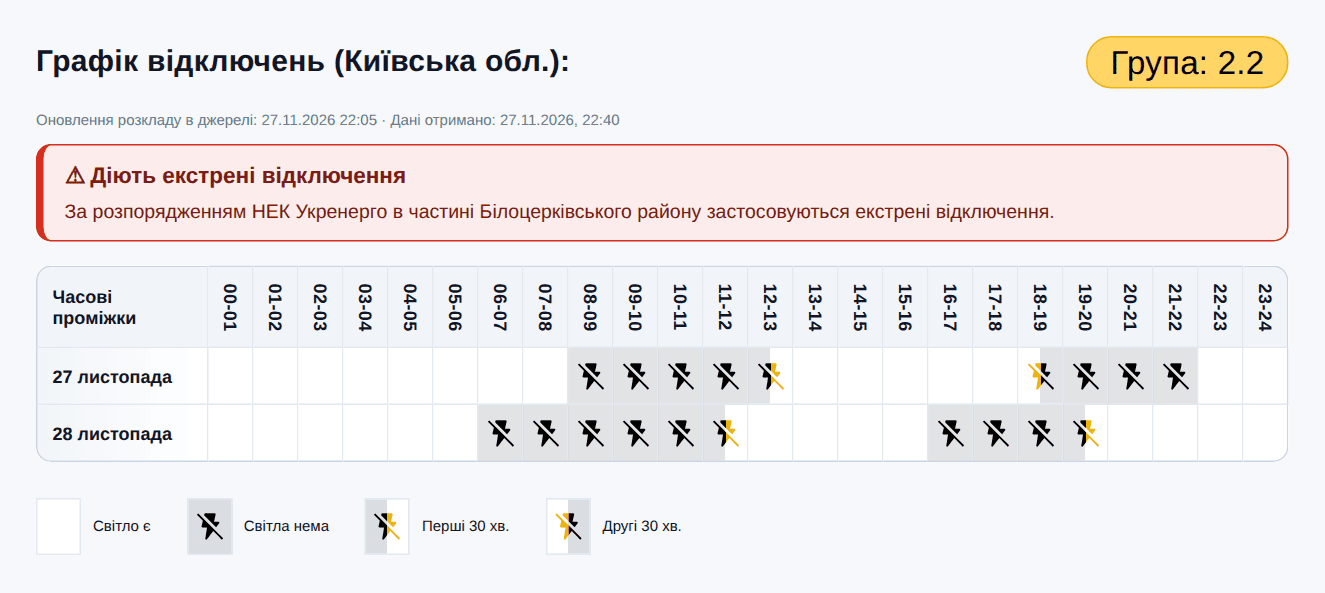 Графік відключень (Київська обл.):
Група: 2.2
Оновлення розкладу в джерелі: 27.11.2026 22:05 · Дані отримано: 27.11.2026, 22:40
⚠ Діють екстрені відключення
За розпорядженням НЕК Укренерго в частині Білоцерківського району застосовуються екстрені відключення.
Часові
проміжки
00-01
01-02
02-03
03-04
04-05
05-06
06-07
07-08
08-09
09-10
10-11
11-12
12-13
13-14
14-15
15-16
16-17
17-18
18-19
19-20
20-21
21-22
22-23
23-24
27 листопада
28 листопада
Світло є
Світла нема
Перші 30 хв.
Другі 30 хв.